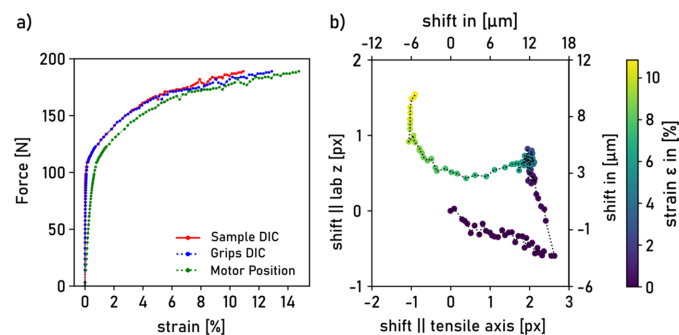 a)
200
150
100
50
0
Force [N]
0 2 4 6 8 10 12 14
strain [%]
Sample DIC
Grips DIC
Motor Position
b)
shift in [μm]
-12 -6 0 6 12 18
2
1
0
-1
shift || lab z [px]
-1 0 1 2 3
shift || tensile axis [px]
12
8
3
-1
-6
shift in [μm]
10
8
6
4
2
0
strain ε in [%]